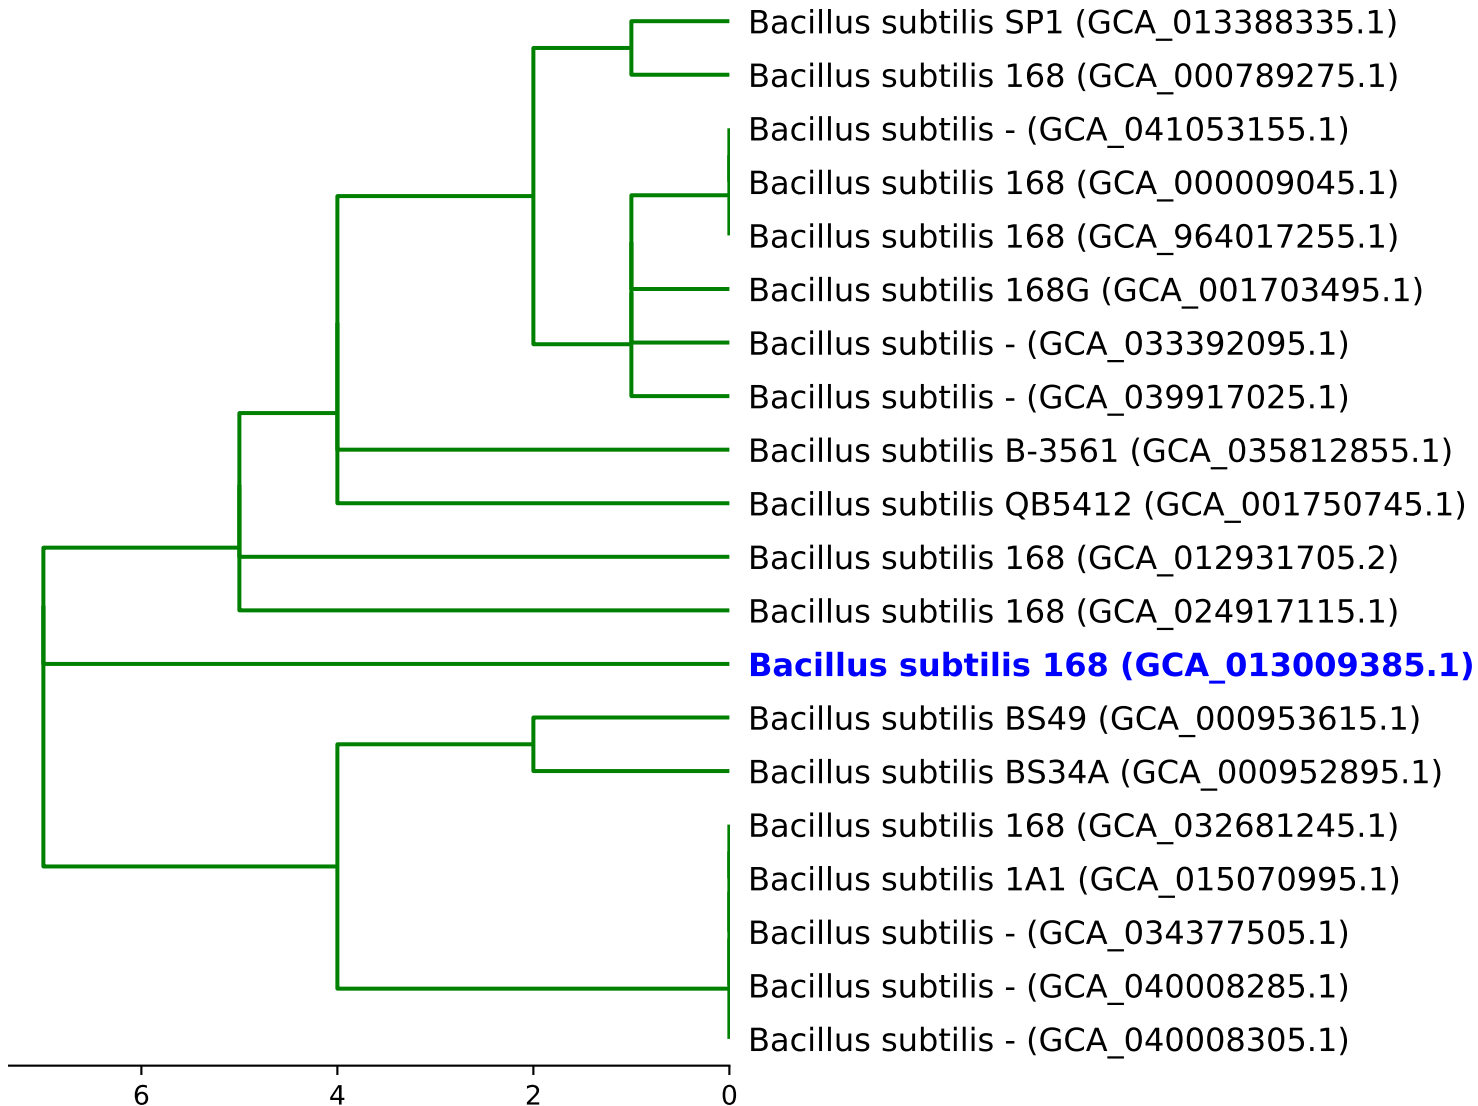 Bacillus subtilis SP1 (GCA_013388335.1)
Bacillus subtilis 168 (GCA_000789275.1)
Bacillus subtilis - (GCA_041053155.1)
Bacillus subtilis 168 (GCA_000009045.1)
Bacillus subtilis 168 (GCA_964017255.1)
Bacillus subtilis 168G (GCA_001703495.1)
Bacillus subtilis - (GCA_033392095.1)
Bacillus subtilis - (GCA_039917025.1)
Bacillus subtilis B-3561 (GCA_035812855.1)
Bacillus subtilis QB5412 (GCA_001750745.1)
Bacillus subtilis 168 (GCA_012931705.2)
Bacillus subtilis 168 (GCA_024917115.1)
Bacillus subtilis 168 (GCA_013009385.1)
Bacillus subtilis BS49 (GCA_000953615.1)
Bacillus subtilis BS34A (GCA_000952895.1)
Bacillus subtilis 168 (GCA_032681245.1)
Bacillus subtilis 1A1 (GCA_015070995.1)
Bacillus subtilis - (GCA_034377505.1)
Bacillus subtilis - (GCA_040008285.1)
Bacillus subtilis - (GCA_040008305.1)
6 4 2 0